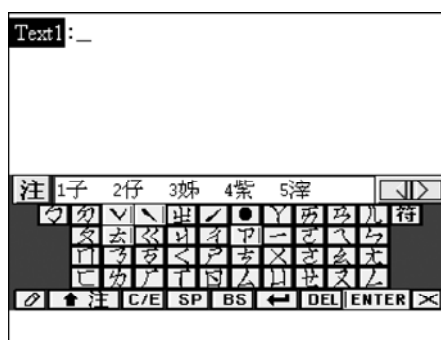 Text1:_
注 1子 2仔 3姊 4紫 5滓
ㄅ ㄉ ˇ ˋ ㄓ ˊ ˙ ㄚ ㄞ ㄢ ㄦ 符
ㄆ ㄊ ㄍ ㄐ ㄔ ㄗ ㄧ ㄛ ㄟ ㄣ
ㄇ ㄋ ㄎ ㄑ ㄕ ㄘ ㄨ ㄜ ㄠ ㄤ
ㄈ ㄌ ㄏ ㄒ ㄖ ㄙ ㄩ ㄝ ㄡ ㄥ
注 C/E SP BS DEL ENTER